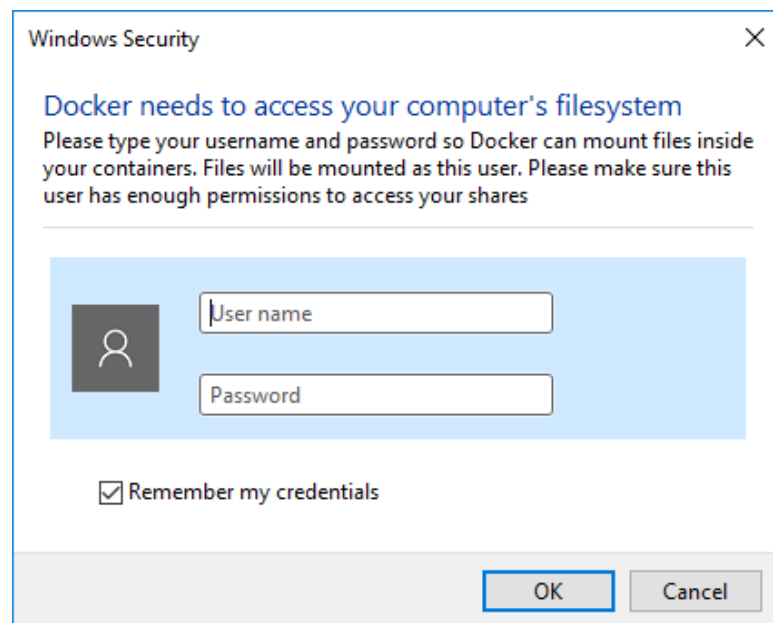 Windows Security
Docker needs to access your computer's filesystem
Please type your username and password so Docker can mount files inside
your containers. Files will be mounted as this user. Please make sure this
user has enough permissions to access your shares
User name
Password
Remember my credentials
OK Cancel